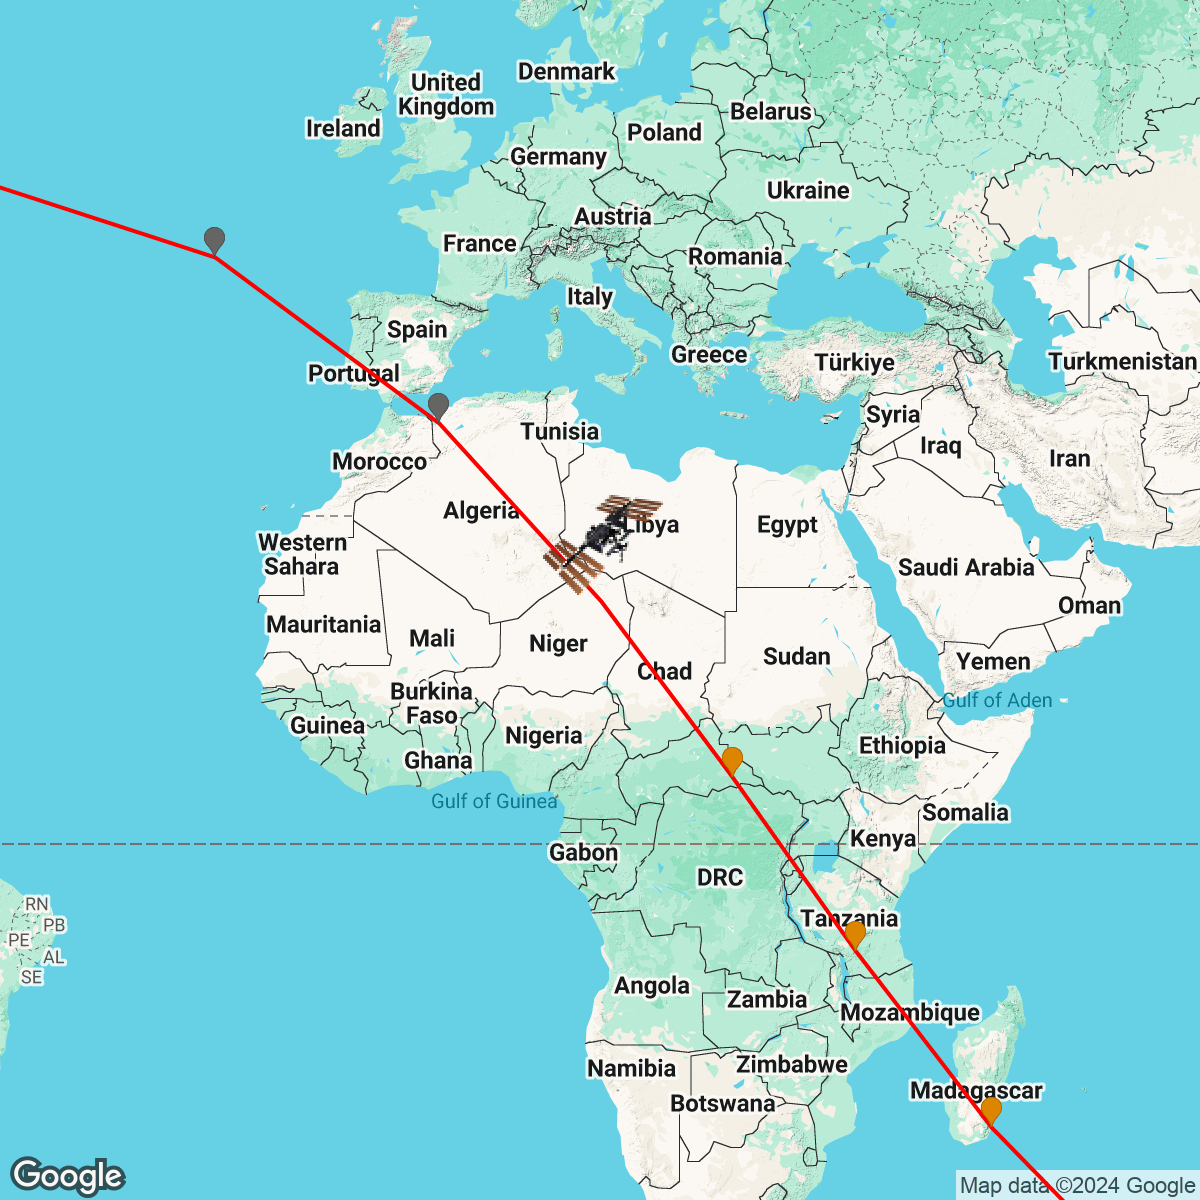 Denmark
United
Kingdom
Belarus
Ireland
Poland
Germany
Ukraine
Austria
France
Romania
Italy
Spain
Greece
Türkiye
Turkmenistan
Portugal
Syria
Tunisia
Iraq
Morocco
Iran
Algeria
Libya
Egypt
Western
Sahara
Saudi Arabia
Oman
Mauritania
Mali
Niger
Sudan
Yemen
Chad
Burkina
Faso
Gulf of Aden
Guinea
Nigeria
Ethiopia
Ghana
Gulf of Guinea
Somalia
Kenya
Gabon
DRC
RN
PB
PE
AL
SE
Tanzania
Angola
Zambia
Mozambique
Namibia
Zimbabwe
Madagascar
Botswana
Google
Map data ©2024 Google